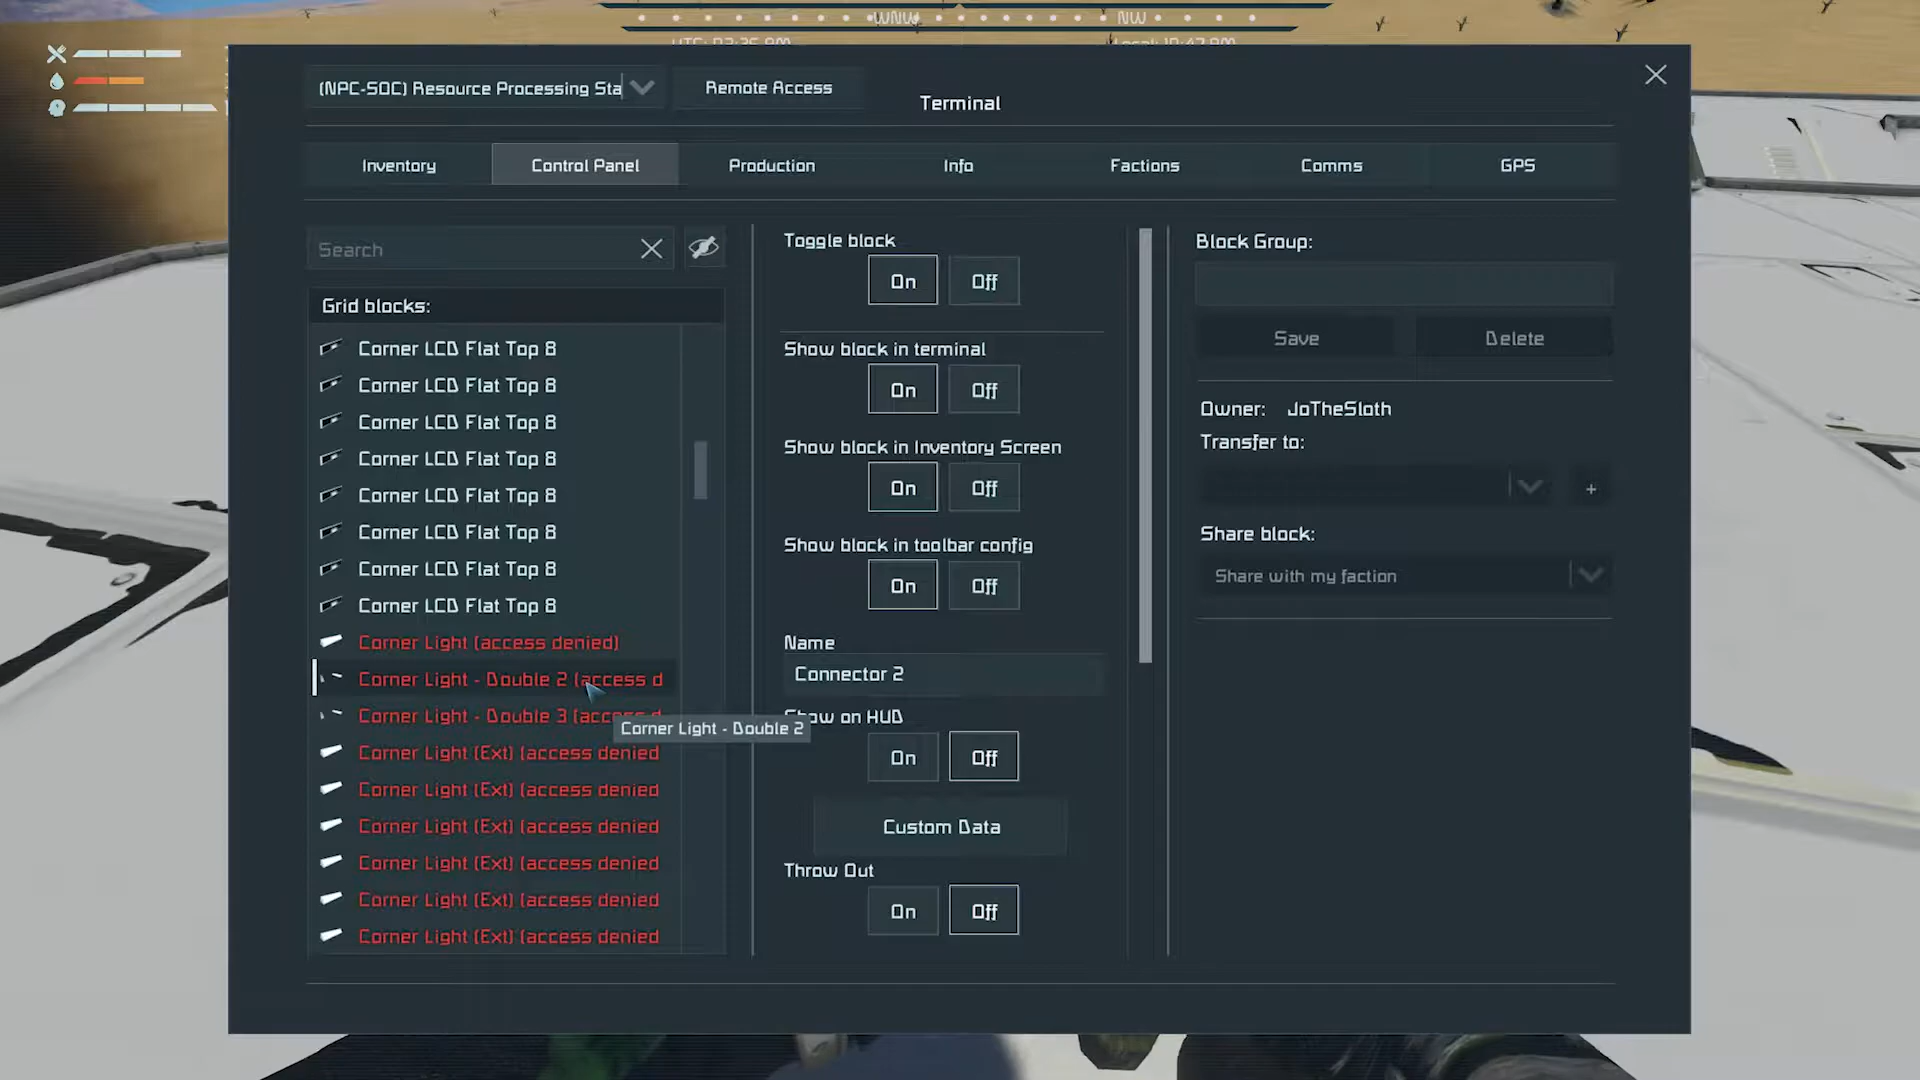 WNW NW
(NPC-SOC) Resource Processing Sta
Remote Access
Terminal
Inventory
Control Panel
Production
Info
Factions
Comms
GPS
Search
Grid blocks:
Corner LCD Flat Top 8
Corner LCD Flat Top 8
Corner LCD Flat Top 8
Corner LCD Flat Top 8
Corner LCD Flat Top 8
Corner LCD Flat Top 8
Corner LCD Flat Top 8
Corner LCD Flat Top 8
Corner Light (access denied)
Corner Light - Double 2 (access d
Corner Light - Double 3 (access d
Corner Light - Double 2
Corner Light (Ext) (access denied
Corner Light (Ext) (access denied
Corner Light (Ext) (access denied
Corner Light (Ext) (access denied
Corner Light (Ext) (access denied
Corner Light (Ext) (access denied
Toggle block
On Off
Show block in terminal
On Off
Show block in Inventory Screen
On Off
Show block in toolbar config
On Off
Name
Connector 2
Show on HUD
On Off
Custom Data
Throw Out
On Off
Block Group:
Save Delete
Owner: JoTheSloth
Transfer to:
+
Share block:
Share with my faction